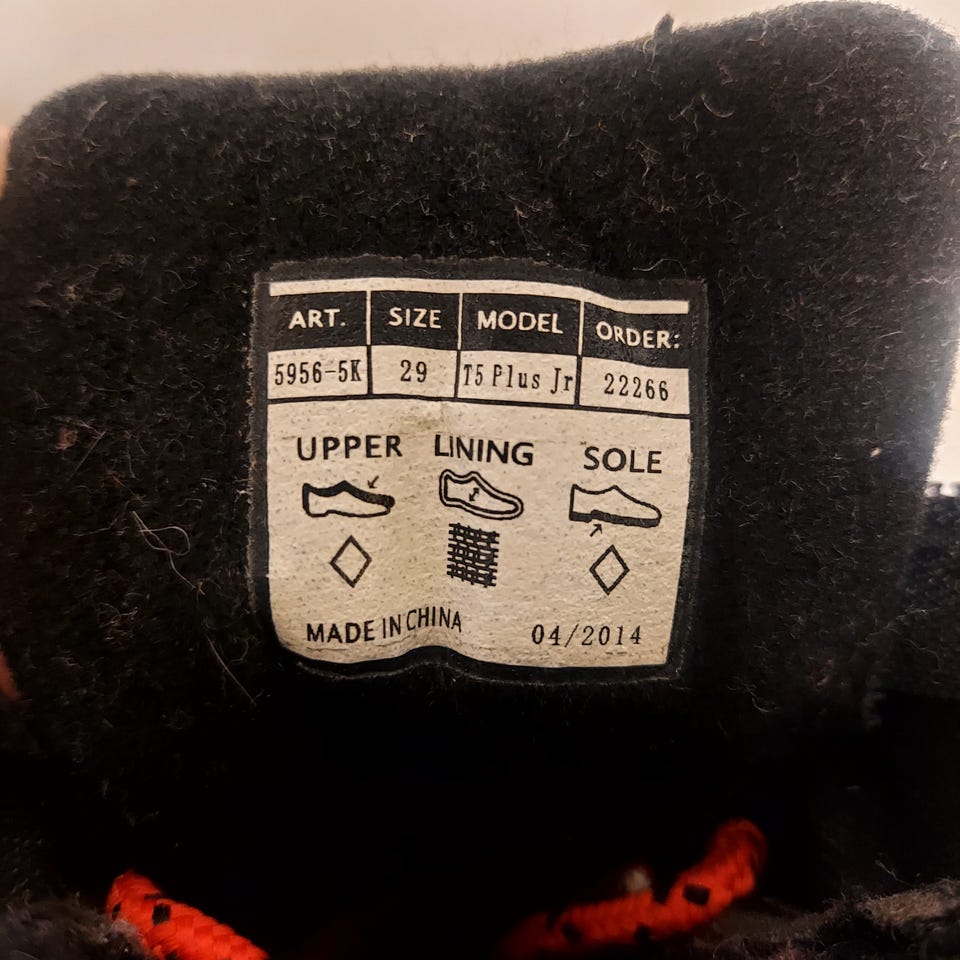 ART. SIZE MODEL ORDER:
5956-5K 29 T5 Plus Jr 22266
UPPER LINING SOLE
MADE IN CHINA 04/2014